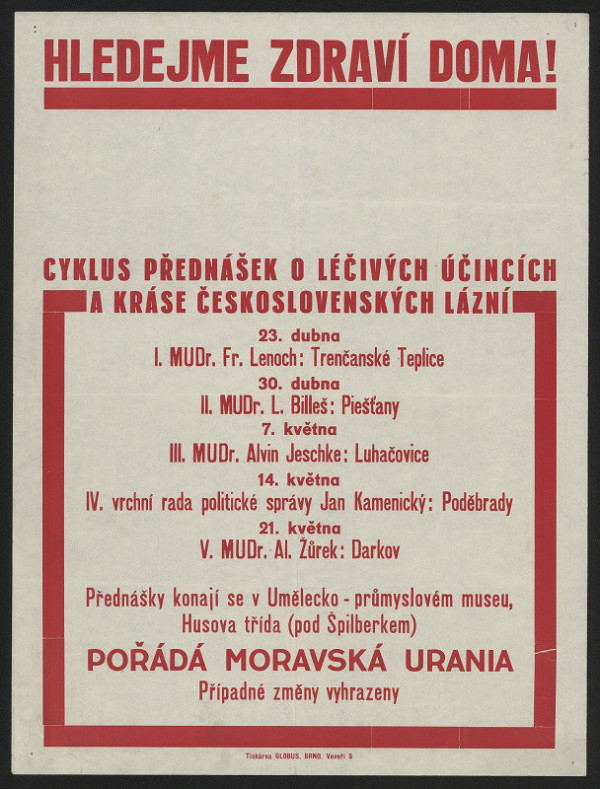 HLEDEJME ZDRAVÍ DOMA!
CYKLUS PŘEDNÁŠEK O LÉČIVÝCH ÚČINCÍCH
A KRÁSE ČESKOSLOVENSKÝCH LÁZNÍ
23. dubna
I. MUDr. Fr. Lenoch: Trenčanské Teplice
30. dubna
II. MUDr. L. Billeš: Piešťany
7. května
III. MUDr. Alvin Jeschke: Luhačovice
14. května
IV. vrchní rada politické správy Jan Kamenický: Poděbrady
21. května
V. MUDr. Al. Žůrek: Darkov
Přednášky konají se v Umělecko-průmyslovém museu,
Husova třída (pod Špilberkem)
POŘÁDÁ MORAVSKÁ URANIA
Případné změny vyhrazeny
Tiskárna GLOBUS, BRNO, Veveří